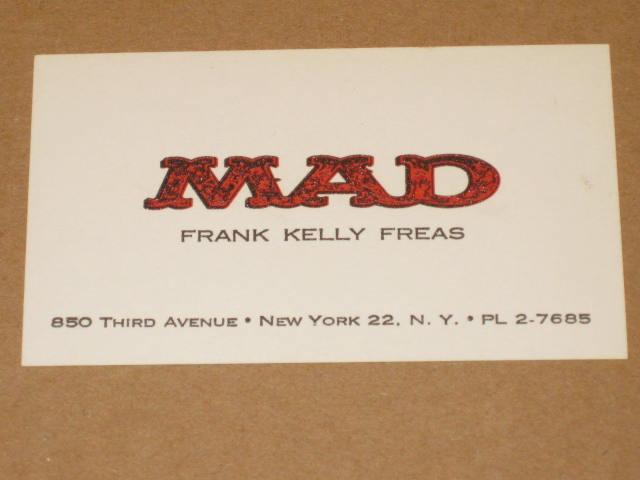 MAD
FRANK KELLY FREAS
850 THIRD AVENUE • NEW YORK 22, N. Y. • PL 2-7685